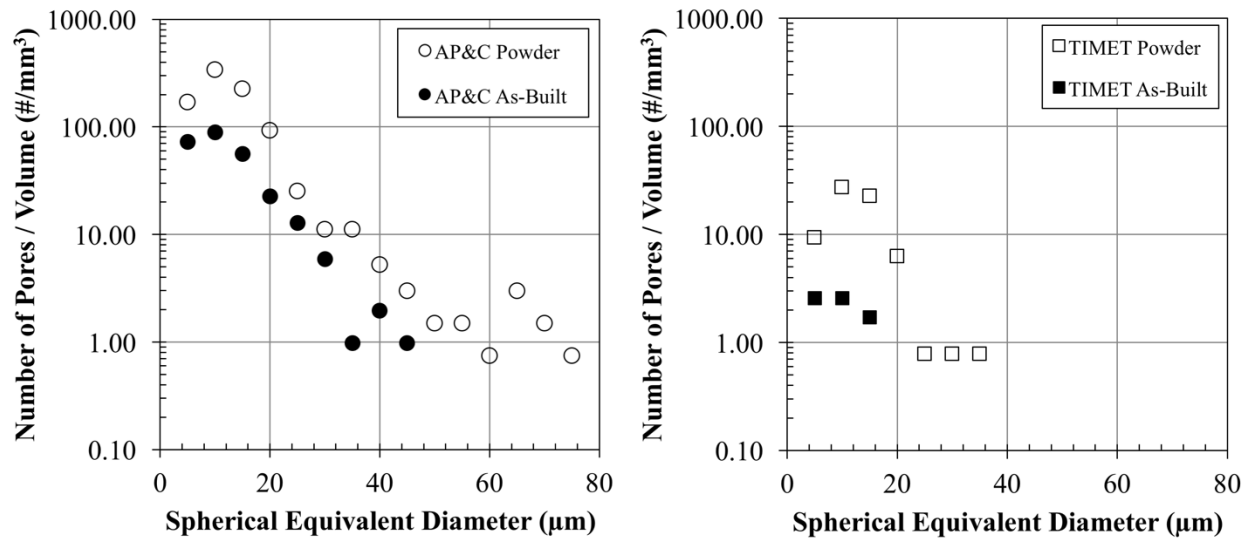 Number of Pores / Volume (#/mm³)
1000.00
100.00
10.00
1.00
0.10
AP&C Powder
AP&C As-Built
0 20 40 60 80
Spherical Equivalent Diameter (µm)
Number of Pores / Volume (#/mm³)
1000.00
100.00
10.00
1.00
0.10
TIMET Powder
TIMET As-Built
0 20 40 60 80
Spherical Equivalent Diameter (µm)